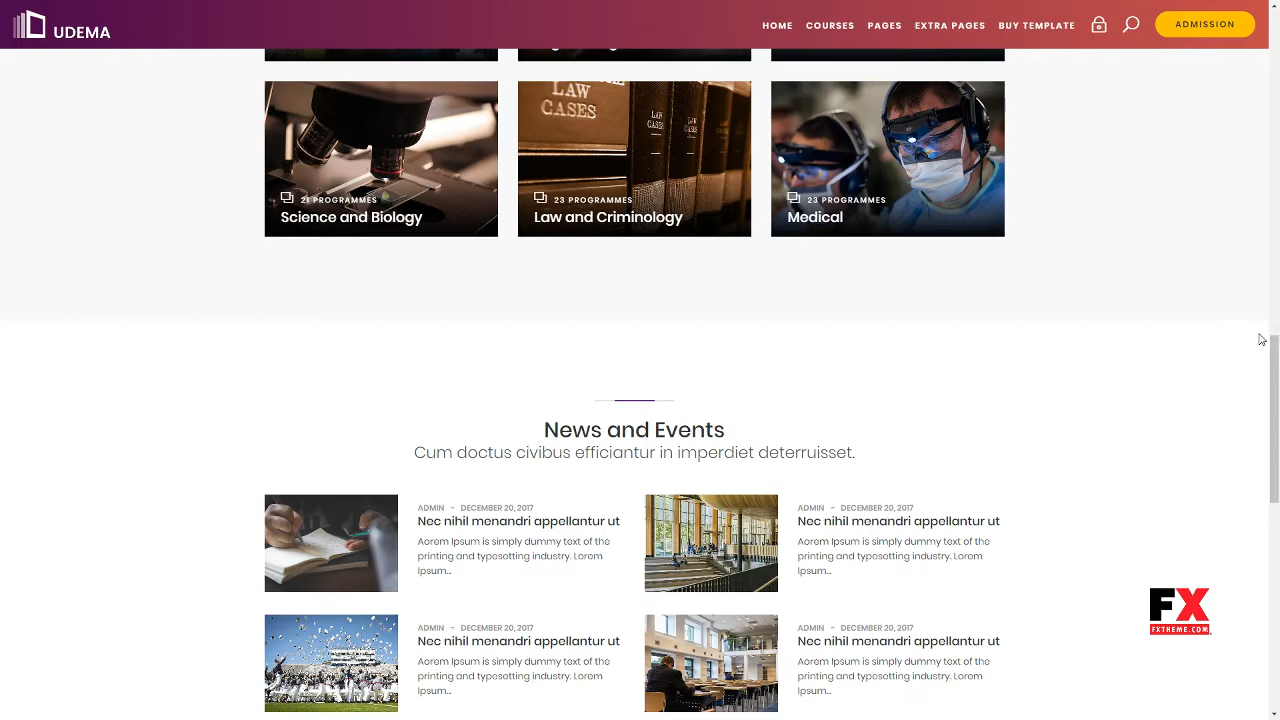 UDEMA
HOME COURSES PAGES EXTRA PAGES BUY TEMPLATE ADMISSION
LAW CASES
LAW CASES
LAW CASES
21 PROGRAMMES
Science and Biology
23 PROGRAMMES
Law and Criminology
23 PROGRAMMES
Medical
News and Events
Cum doctus civibus efficiantur in imperdiet deterruisset.
ADMIN - DECEMBER 20, 2017
Nec nihil menandri appellantur ut
Aorem Ipsum is simply dummy text of the
printing and typesetting industry. Lorem
Ipsum...
ADMIN - DECEMBER 20, 2017
Nec nihil menandri appellantur ut
Aorem Ipsum is simply dummy text of the
printing and typesetting industry. Lorem
Ipsum...
ADMIN - DECEMBER 20, 2017
Nec nihil menandri appellantur ut
Aorem Ipsum is simply dummy text of the
printing and typesetting industry. Lorem
Ipsum...
ADMIN - DECEMBER 20, 2017
Nec nihil menandri appellantur ut
Aorem Ipsum is simply dummy text of the
printing and typesetting industry. Lorem
Ipsum...
FX
FXTHEME.COM